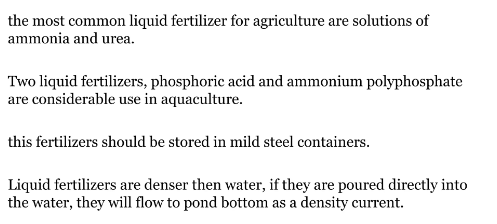 the most common liquid fertilizer for agriculture are solutions of
ammonia and urea.
Two liquid fertilizers, phosphoric acid and ammonium polyphosphate
are considerable use in aquaculture.
this fertilizers should be stored in mild steel containers.
Liquid fertilizers are denser then water, if they are poured directly into
the water, they will flow to pond bottom as a density current.